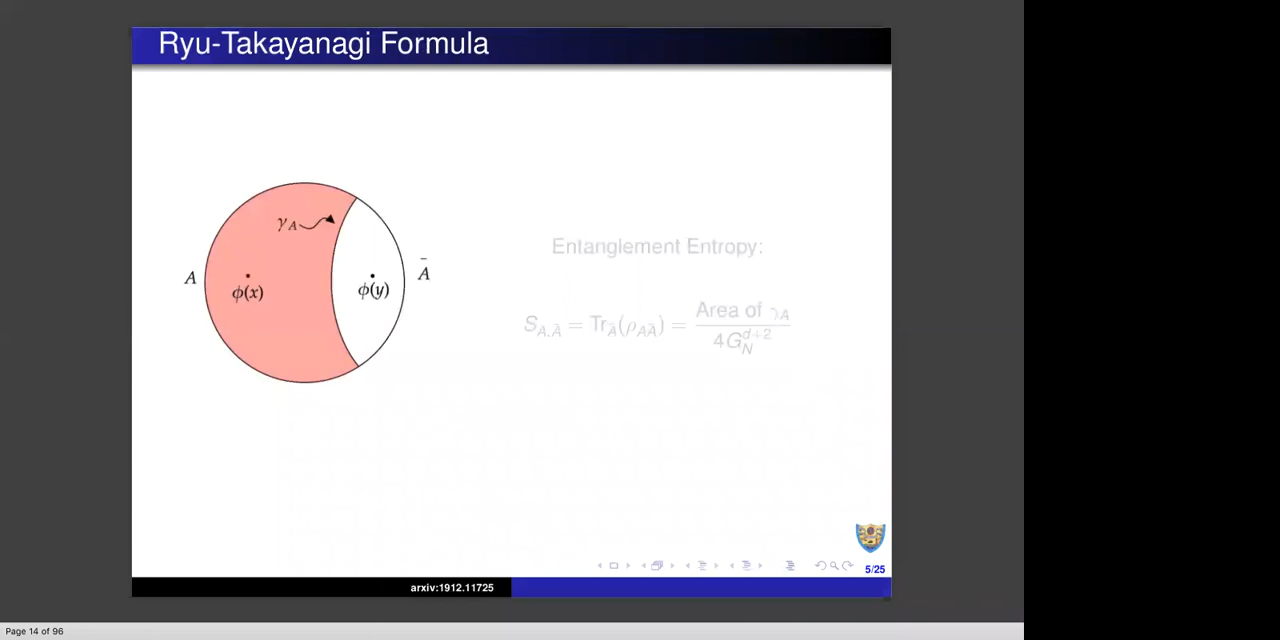 Ryu-Takayanagi Formula
γ_A
A
ϕ(x)
ϕ(y)
Ā
Entanglement Entropy:
S_{A,Ā} = Tr_Ā(ρ_{AĀ}) = Area of γ_A / 4G_N^{d+2}
5/25
arxiv:1912.11725
Page 14 of 96